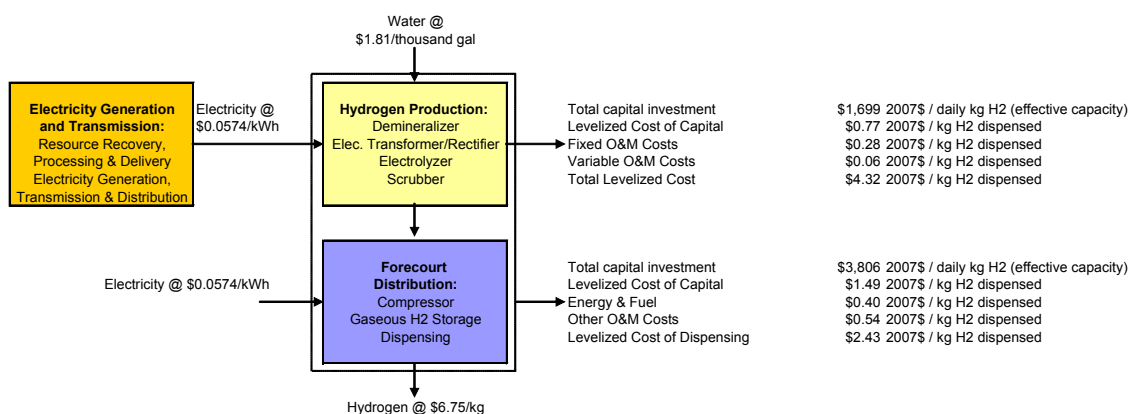 Water @
$1.81/thousand gal
Electricity Generation
and Transmission:
Resource Recovery,
Processing & Delivery
Electricity Generation,
Transmission & Distribution
Electricity @
$0.0574/kWh
Hydrogen Production:
Demineralizer
Elec. Transformer/Rectifier
Electrolyzer
Scrubber
Total capital investment $1,699 2007$ / daily kg H2 (effective capacity)
Levelized Cost of Capital $0.77 2007$ / kg H2 dispensed
Fixed O&M Costs $0.28 2007$ / kg H2 dispensed
Variable O&M Costs $0.06 2007$ / kg H2 dispensed
Total Levelized Cost $4.32 2007$ / kg H2 dispensed
Electricity @ $0.0574/kWh
Forecourt
Distribution:
Compressor
Gaseous H2 Storage
Dispensing
Total capital investment $3,806 2007$ / daily kg H2 (effective capacity)
Levelized Cost of Capital $1.49 2007$ / kg H2 dispensed
Energy & Fuel $0.40 2007$ / kg H2 dispensed
Other O&M Costs $0.54 2007$ / kg H2 dispensed
Levelized Cost of Dispensing $2.43 2007$ / kg H2 dispensed
Hydrogen @ $6.75/kg